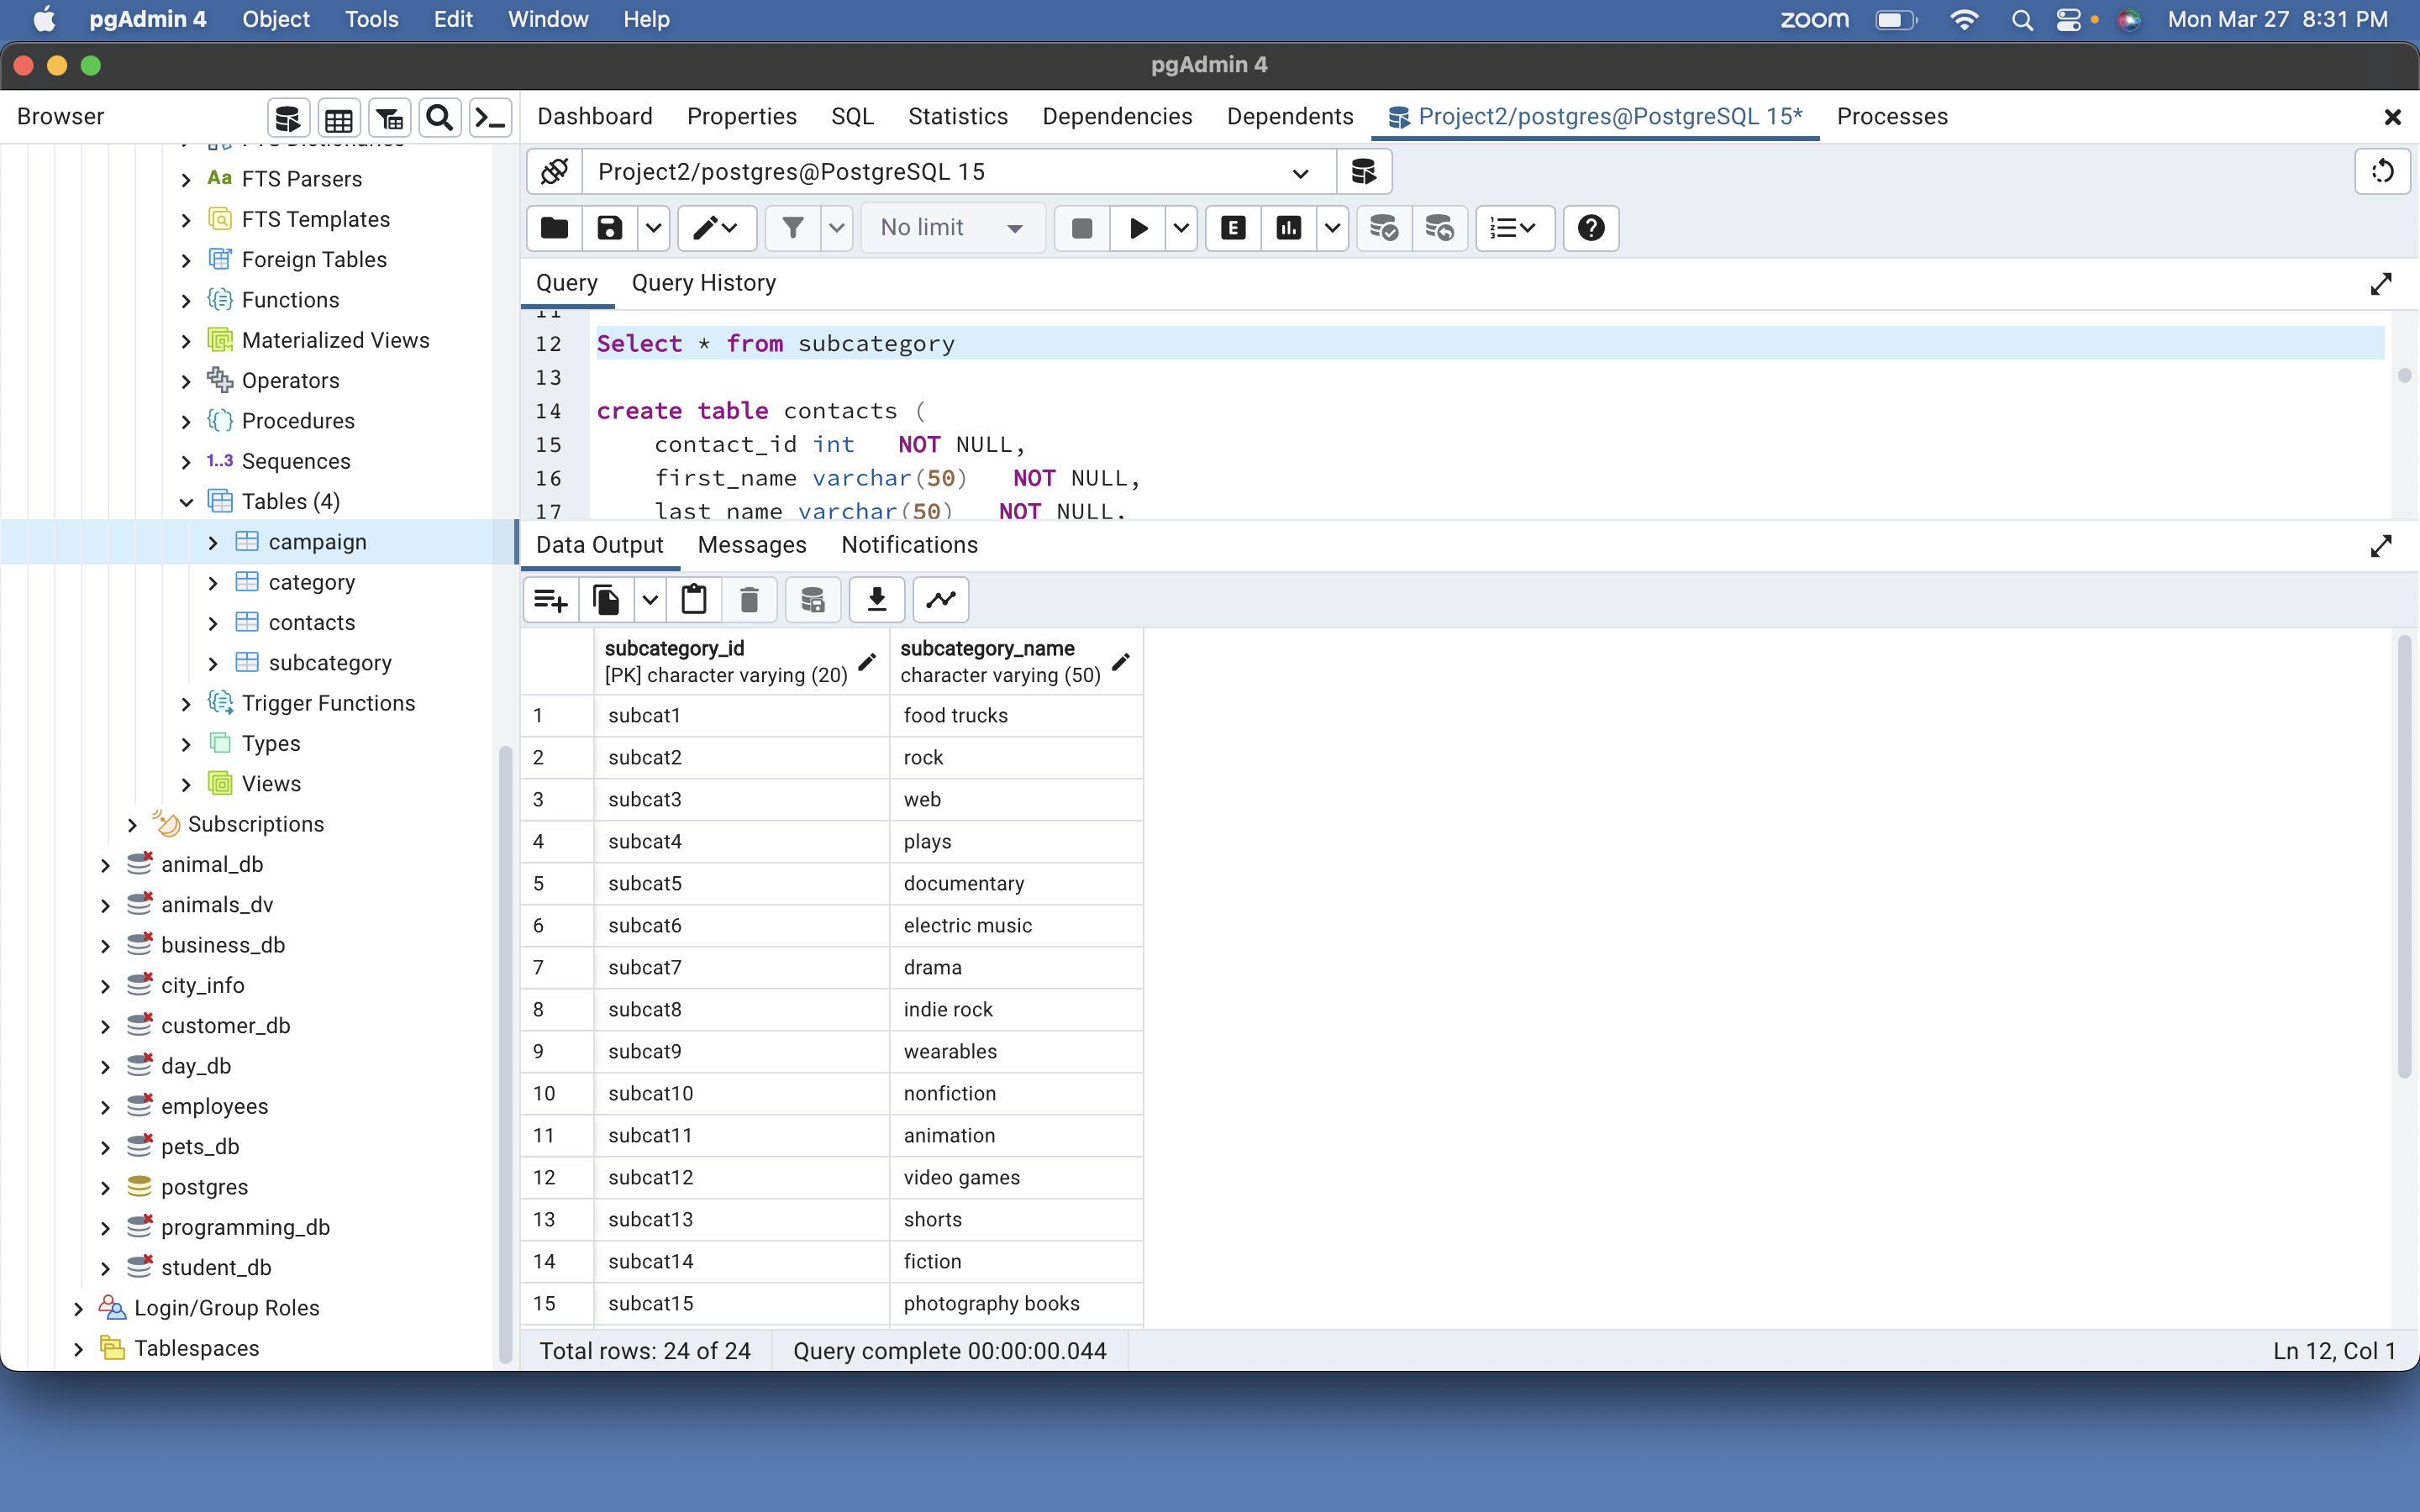 pgAdmin 4 Object Tools Edit Window Help zoom Mon Mar 27 8:31 PM
pgAdmin 4
Browser
Dashboard Properties SQL Statistics Dependencies Dependents Project2/postgres@PostgreSQL 15* Processes
FTS Dictionaries
Aa FTS Parsers
FTS Templates
Foreign Tables
Functions
Materialized Views
Operators
Procedures
1..3 Sequences
Tables (4)
campaign
category
contacts
subcategory
Trigger Functions
Types
Views
Subscriptions
animal_db
animals_dv
business_db
city_info
customer_db
day_db
employees
pets_db
postgres
programming_db
student_db
Login/Group Roles
Tablespaces
Project2/postgres@PostgreSQL 15
No limit E
Query Query History
11
12 Select * from subcategory
13
14 create table contacts (
15 contact_id int NOT NULL,
16 first_name varchar(50) NOT NULL,
17 last_name varchar(50) NOT NULL,
Data Output Messages Notifications
subcategory_id subcategory_name
[PK] character varying (20) character varying (50)
1 subcat1 food trucks
2 subcat2 rock
3 subcat3 web
4 subcat4 plays
5 subcat5 documentary
6 subcat6 electric music
7 subcat7 drama
8 subcat8 indie rock
9 subcat9 wearables
10 subcat10 nonfiction
11 subcat11 animation
12 subcat12 video games
13 subcat13 shorts
14 subcat14 fiction
15 subcat15 photography books
Total rows: 24 of 24 Query complete 00:00:00.044 Ln 12, Col 1